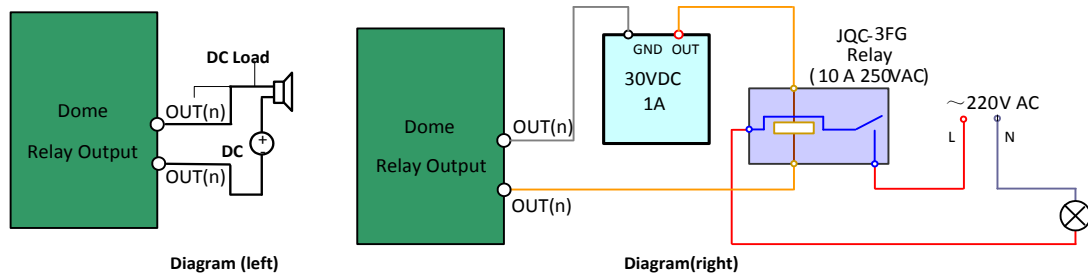 DC Load
OUT(n)
Dome
Relay Output
DC
+
-
OUT(n)
Diagram (left)
Dome
Relay Output
OUT(n)
OUT(n)
GND OUT
30VDC
1A
JQC-3FG
Relay
( 10 A 250VAC)
~220V AC
L N
Diagram(right)